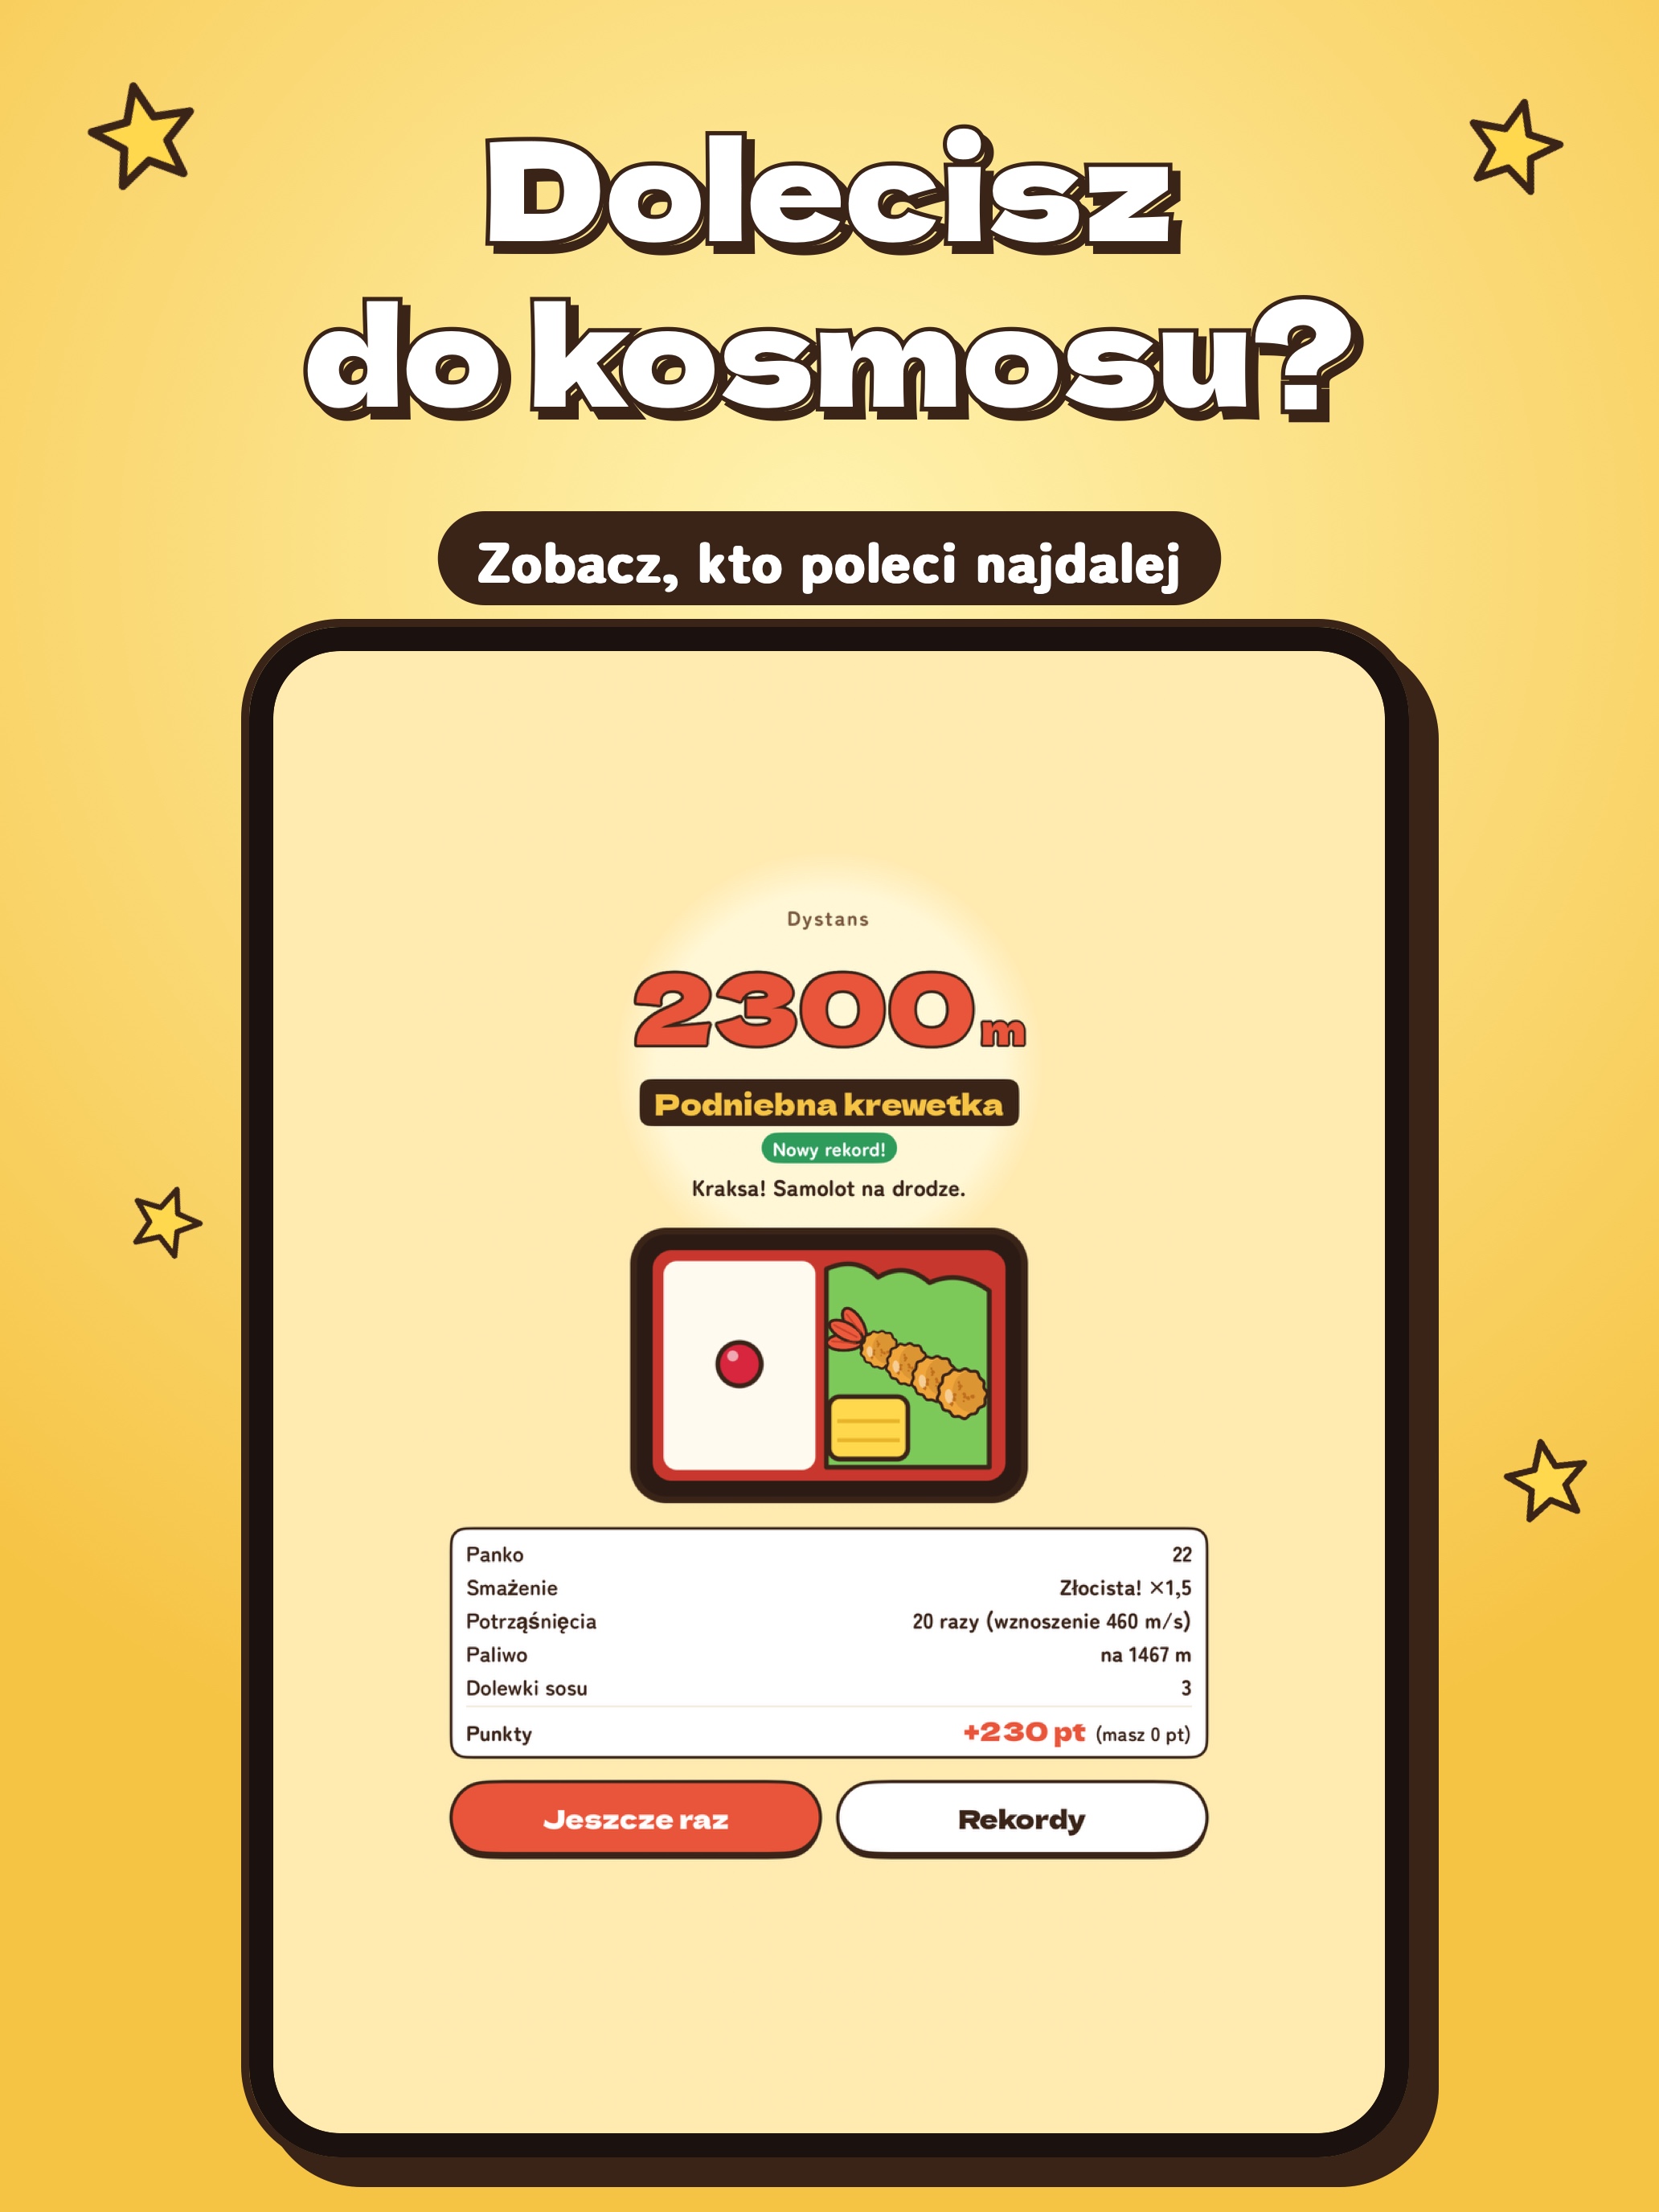 Dolecisz
do kosmosu?
Zobacz, kto poleci najdalej
Dystans
2300 m
Podniebna krewetka
Nowy rekord!
Kraksa! Samolot na drodze.
Panko 22
Smażenie Złocista! ×1,5
Potrząśnięcia 20 razy (wznoszenie 460 m/s)
Paliwo na 1467 m
Dolewki sosu 3
Punkty +230 pt (masz 0 pt)
Jeszcze raz Rekordy